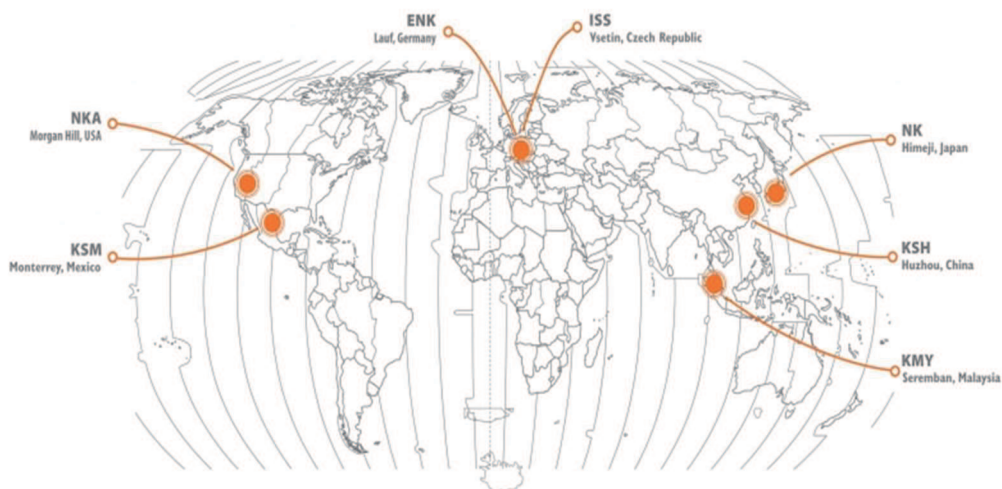 ENK
Lauf, Germany
ISS
Vsetin, Czech Republic
NKA
Morgan Hill, USA
NK
Himeji, Japan
KSM
Monterrey, Mexico
KSH
Huzhou, China
KMY
Seremban, Malaysia